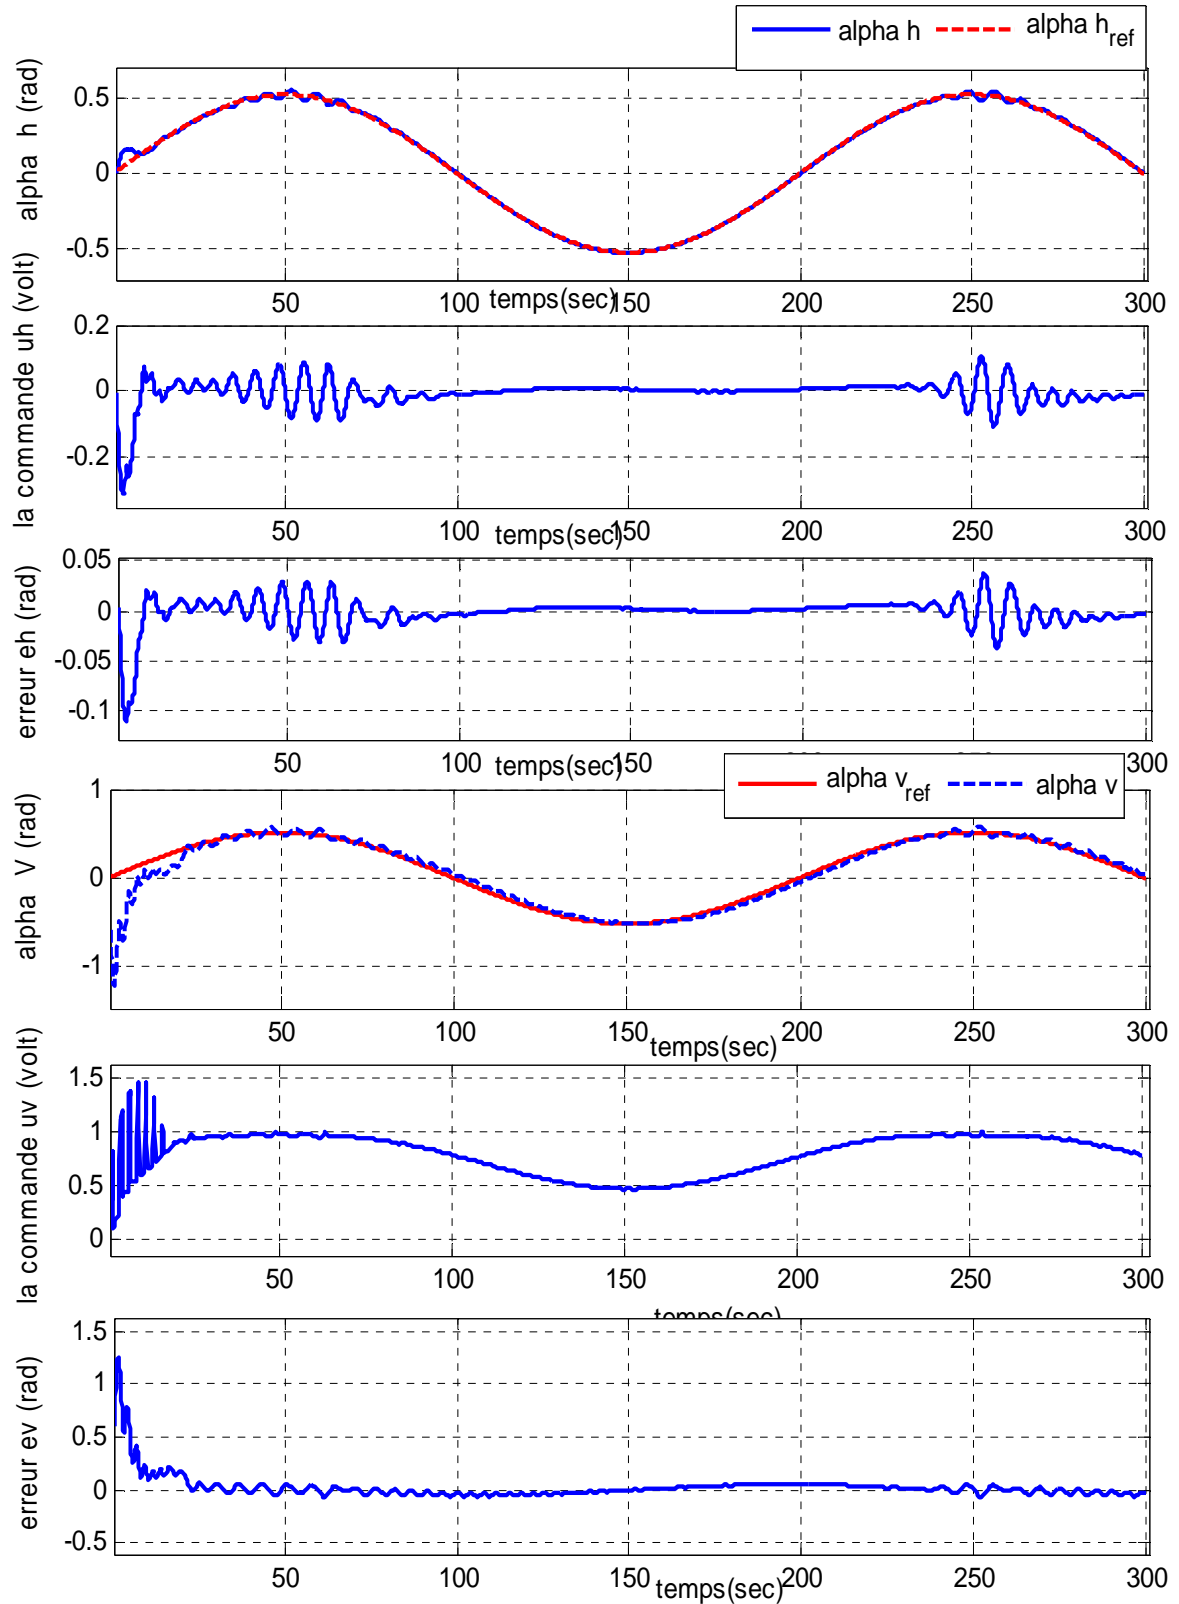 alpha h alpha h_ref
alpha h (rad)
0.5
0
-0.5
50 100 150 200 250 300
temps(sec)
la commande uh (volt)
0.2
0
-0.2
50 100 150 200 250 300
temps(sec)
erreur eh (rad)
0.05
0
-0.05
-0.1
50 100 150 200 250 300
temps(sec)
alpha v_ref alpha v
alpha V (rad)
1
0
-1
50 100 150 200 250 300
temps(sec)
la commande uv (volt)
1.5
1
0.5
0
50 100 150 200 250 300
temps(sec)
erreur ev (rad)
1.5
1
0.5
0
-0.5
50 100 150 200 250 300
temps(sec)